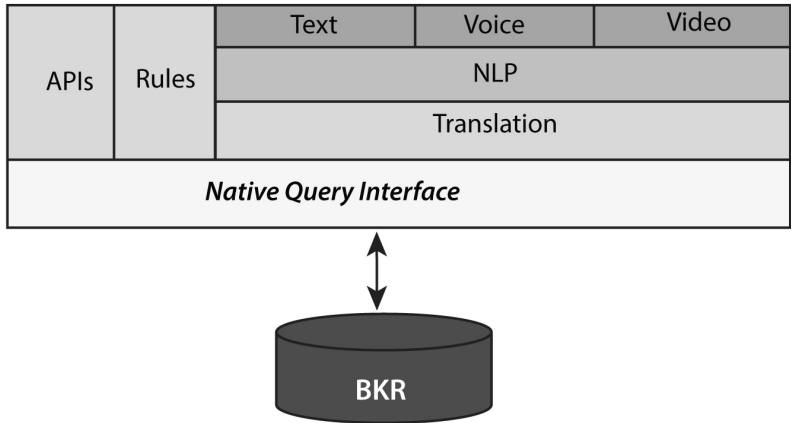 APIs
Rules
Text
Voice
Video
NLP
Translation
Native Query Interface
BKR